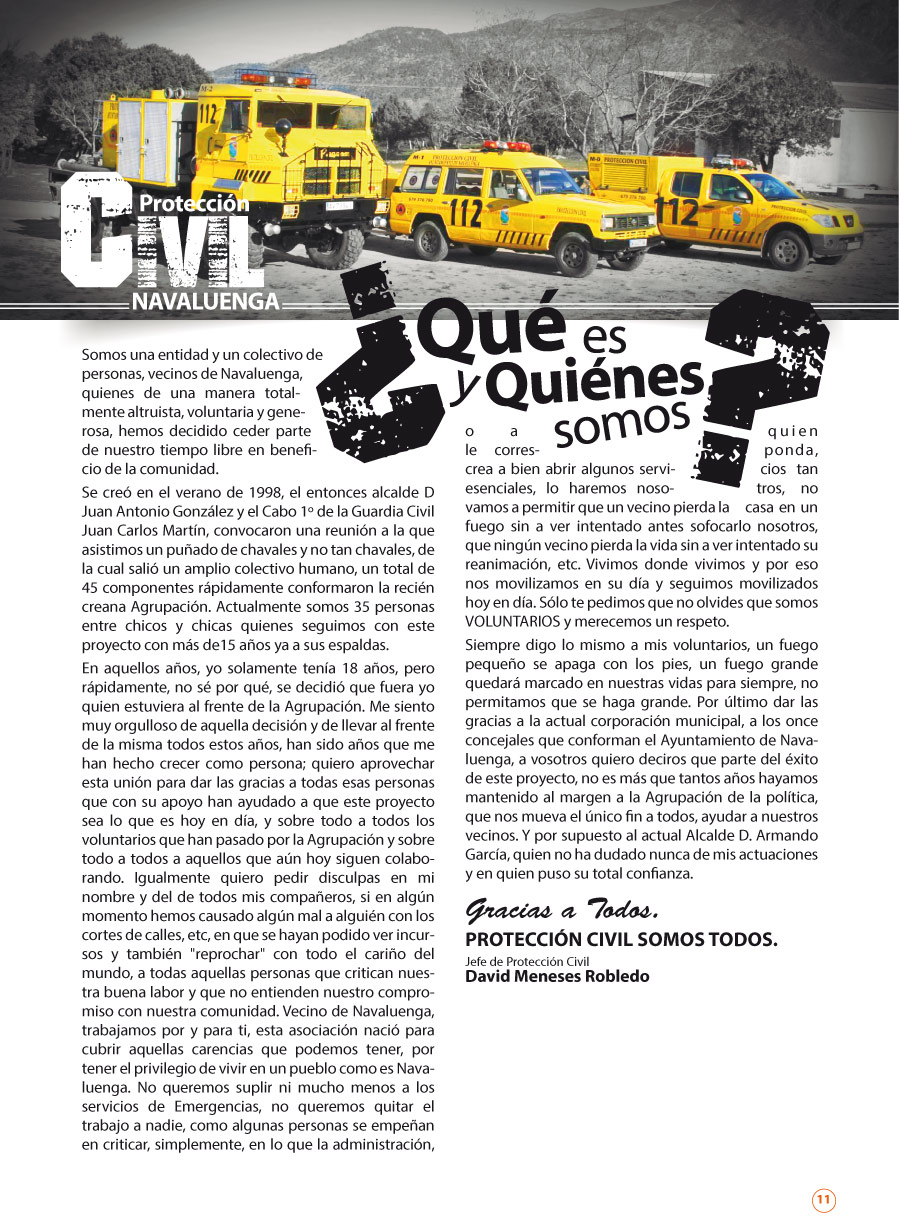 112
M-2
112
M-1 PROTECCION CIVIL
112
M-0 PROTECCION CIVIL
112
Protección
CIVIL
NAVALUENGA
¿Qué es
y Quiénes
somos?
Somos una entidad y un colectivo de
personas, vecinos de Navaluenga,
quienes de una manera total-
mente altruista, voluntaria y gene-
rosa, hemos decidido ceder parte
de nuestro tiempo libre en benefi-
cio de la comunidad.
Se creó en el verano de 1998, el entonces alcalde D
Juan Antonio González y el Cabo 1º de la Guardia Civil
Juan Carlos Martín, convocaron una reunión a la que
asistimos un puñado de chavales y no tan chavales, de
la cual salió un amplio colectivo humano, un total de
45 componentes rápidamente conformaron la recién
creana Agrupación. Actualmente somos 35 personas
entre chicos y chicas quienes seguimos con este
proyecto con más de15 años ya a sus espaldas.
En aquellos años, yo solamente tenía 18 años, pero
rápidamente, no sé por qué, se decidió que fuera yo
quien estuviera al frente de la Agrupación. Me siento
muy orgulloso de aquella decisión y de llevar al frente
de la misma todos estos años, han sido años que me
han hecho crecer como persona; quiero aprovechar
esta unión para dar las gracias a todas esas personas
que con su apoyo han ayudado a que este proyecto
sea lo que es hoy en día, y sobre todo a todos los
voluntarios que han pasado por la Agrupación y sobre
todo a todos a aquellos que aún hoy siguen colabo-
rando. Igualmente quiero pedir disculpas en mi
nombre y del de todos mis compañeros, si en algún
momento hemos causado algún mal a alguién con los
cortes de calles, etc, en que se hayan podido ver incur-
sos y también "reprochar" con todo el cariño del
mundo, a todas aquellas personas que critican nues-
tra buena labor y que no entienden nuestro compro-
miso con nuestra comunidad. Vecino de Navaluenga,
trabajamos por y para ti, esta asociación nació para
cubrir aquellas carencias que podemos tener, por
tener el privilegio de vivir en un pueblo como es Nava-
luenga. No queremos suplir ni mucho menos a los
servicios de Emergencias, no queremos quitar el
trabajo a nadie, como algunas personas se empeñan
en criticar, simplemente, en lo que la administración,
o a quien
le corres- ponda,
crea a bien abrir algunos servi- cios tan
esenciales, lo haremos noso- tros, no
vamos a permitir que un vecino pierda la casa en un
fuego sin a ver intentado antes sofocarlo nosotros,
que ningún vecino pierda la vida sin a ver intentado su
reanimación, etc. Vivimos donde vivimos y por eso
nos movilizamos en su día y seguimos movilizados
hoy en día. Sólo te pedimos que no olvides que somos
VOLUNTARIOS y merecemos un respeto.
Siempre digo lo mismo a mis voluntarios, un fuego
pequeño se apaga con los pies, un fuego grande
quedará marcado en nuestras vidas para siempre, no
permitamos que se haga grande. Por último dar las
gracias a la actual corporación municipal, a los once
concejales que conforman el Ayuntamiento de Nava-
luenga, a vosotros quiero deciros que parte del éxito
de este proyecto, no es más que tantos años hayamos
mantenido al margen a la Agrupación de la política,
que nos mueva el único fin a todos, ayudar a nuestros
vecinos. Y por supuesto al actual Alcalde D. Armando
García, quien no ha dudado nunca de mis actuaciones
y en quien puso su total confianza.
Gracias a Todos.
PROTECCIÓN CIVIL SOMOS TODOS.
Jefe de Protección Civil
David Meneses Robledo
11